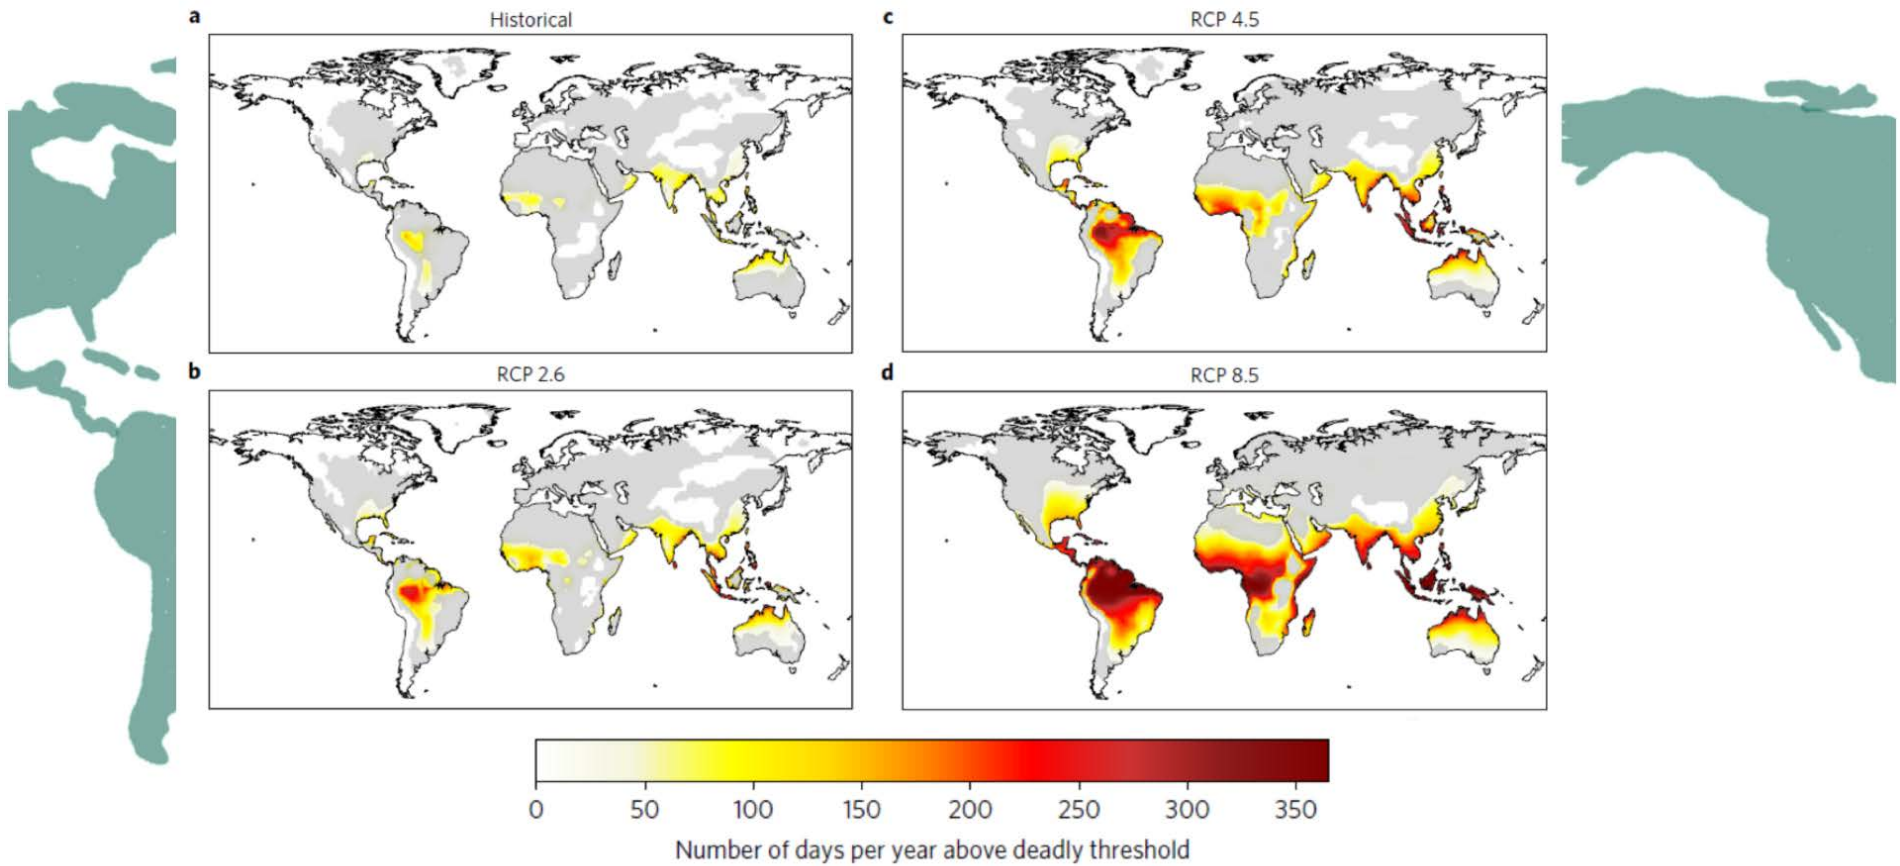 a Historical
c RCP 4.5
b RCP 2.6
d RCP 8.5
0 50 100 150 200 250 300 350
Number of days per year above deadly threshold